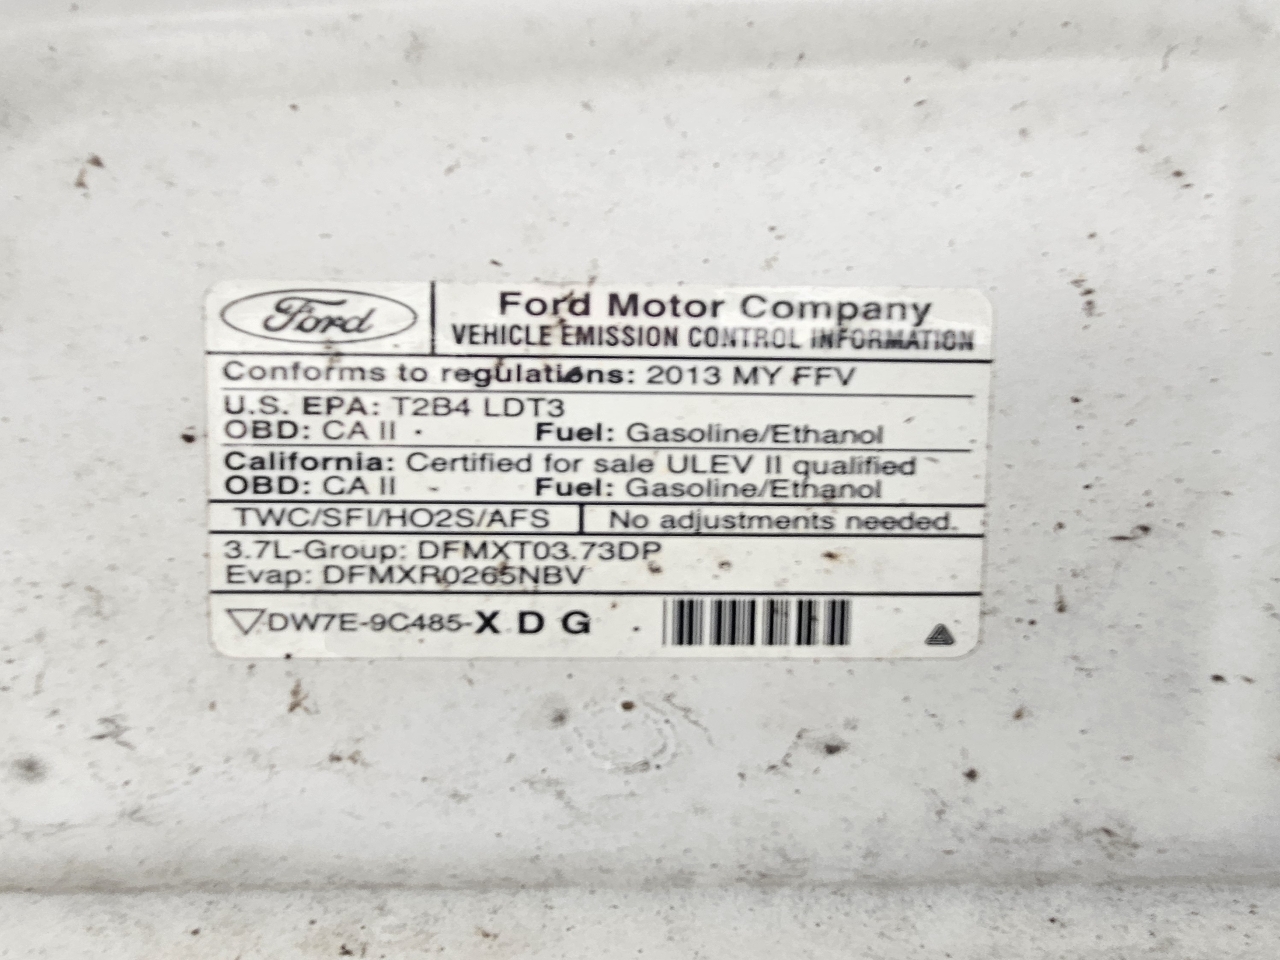 Ford
Ford Motor Company
VEHICLE EMISSION CONTROL INFORMATION
Conforms to regulations: 2013 MY FFV
U.S. EPA: T2B4 LDT3
OBD: CA II Fuel: Gasoline/Ethanol
California: Certified for sale ULEV II qualified
OBD: CA II Fuel: Gasoline/Ethanol
TWC/SFI/HO2S/AFS No adjustments needed.
3.7L-Group: DFMXT03.73DP
Evap: DFMXR0265NBV
DW7E-9C485-X D G